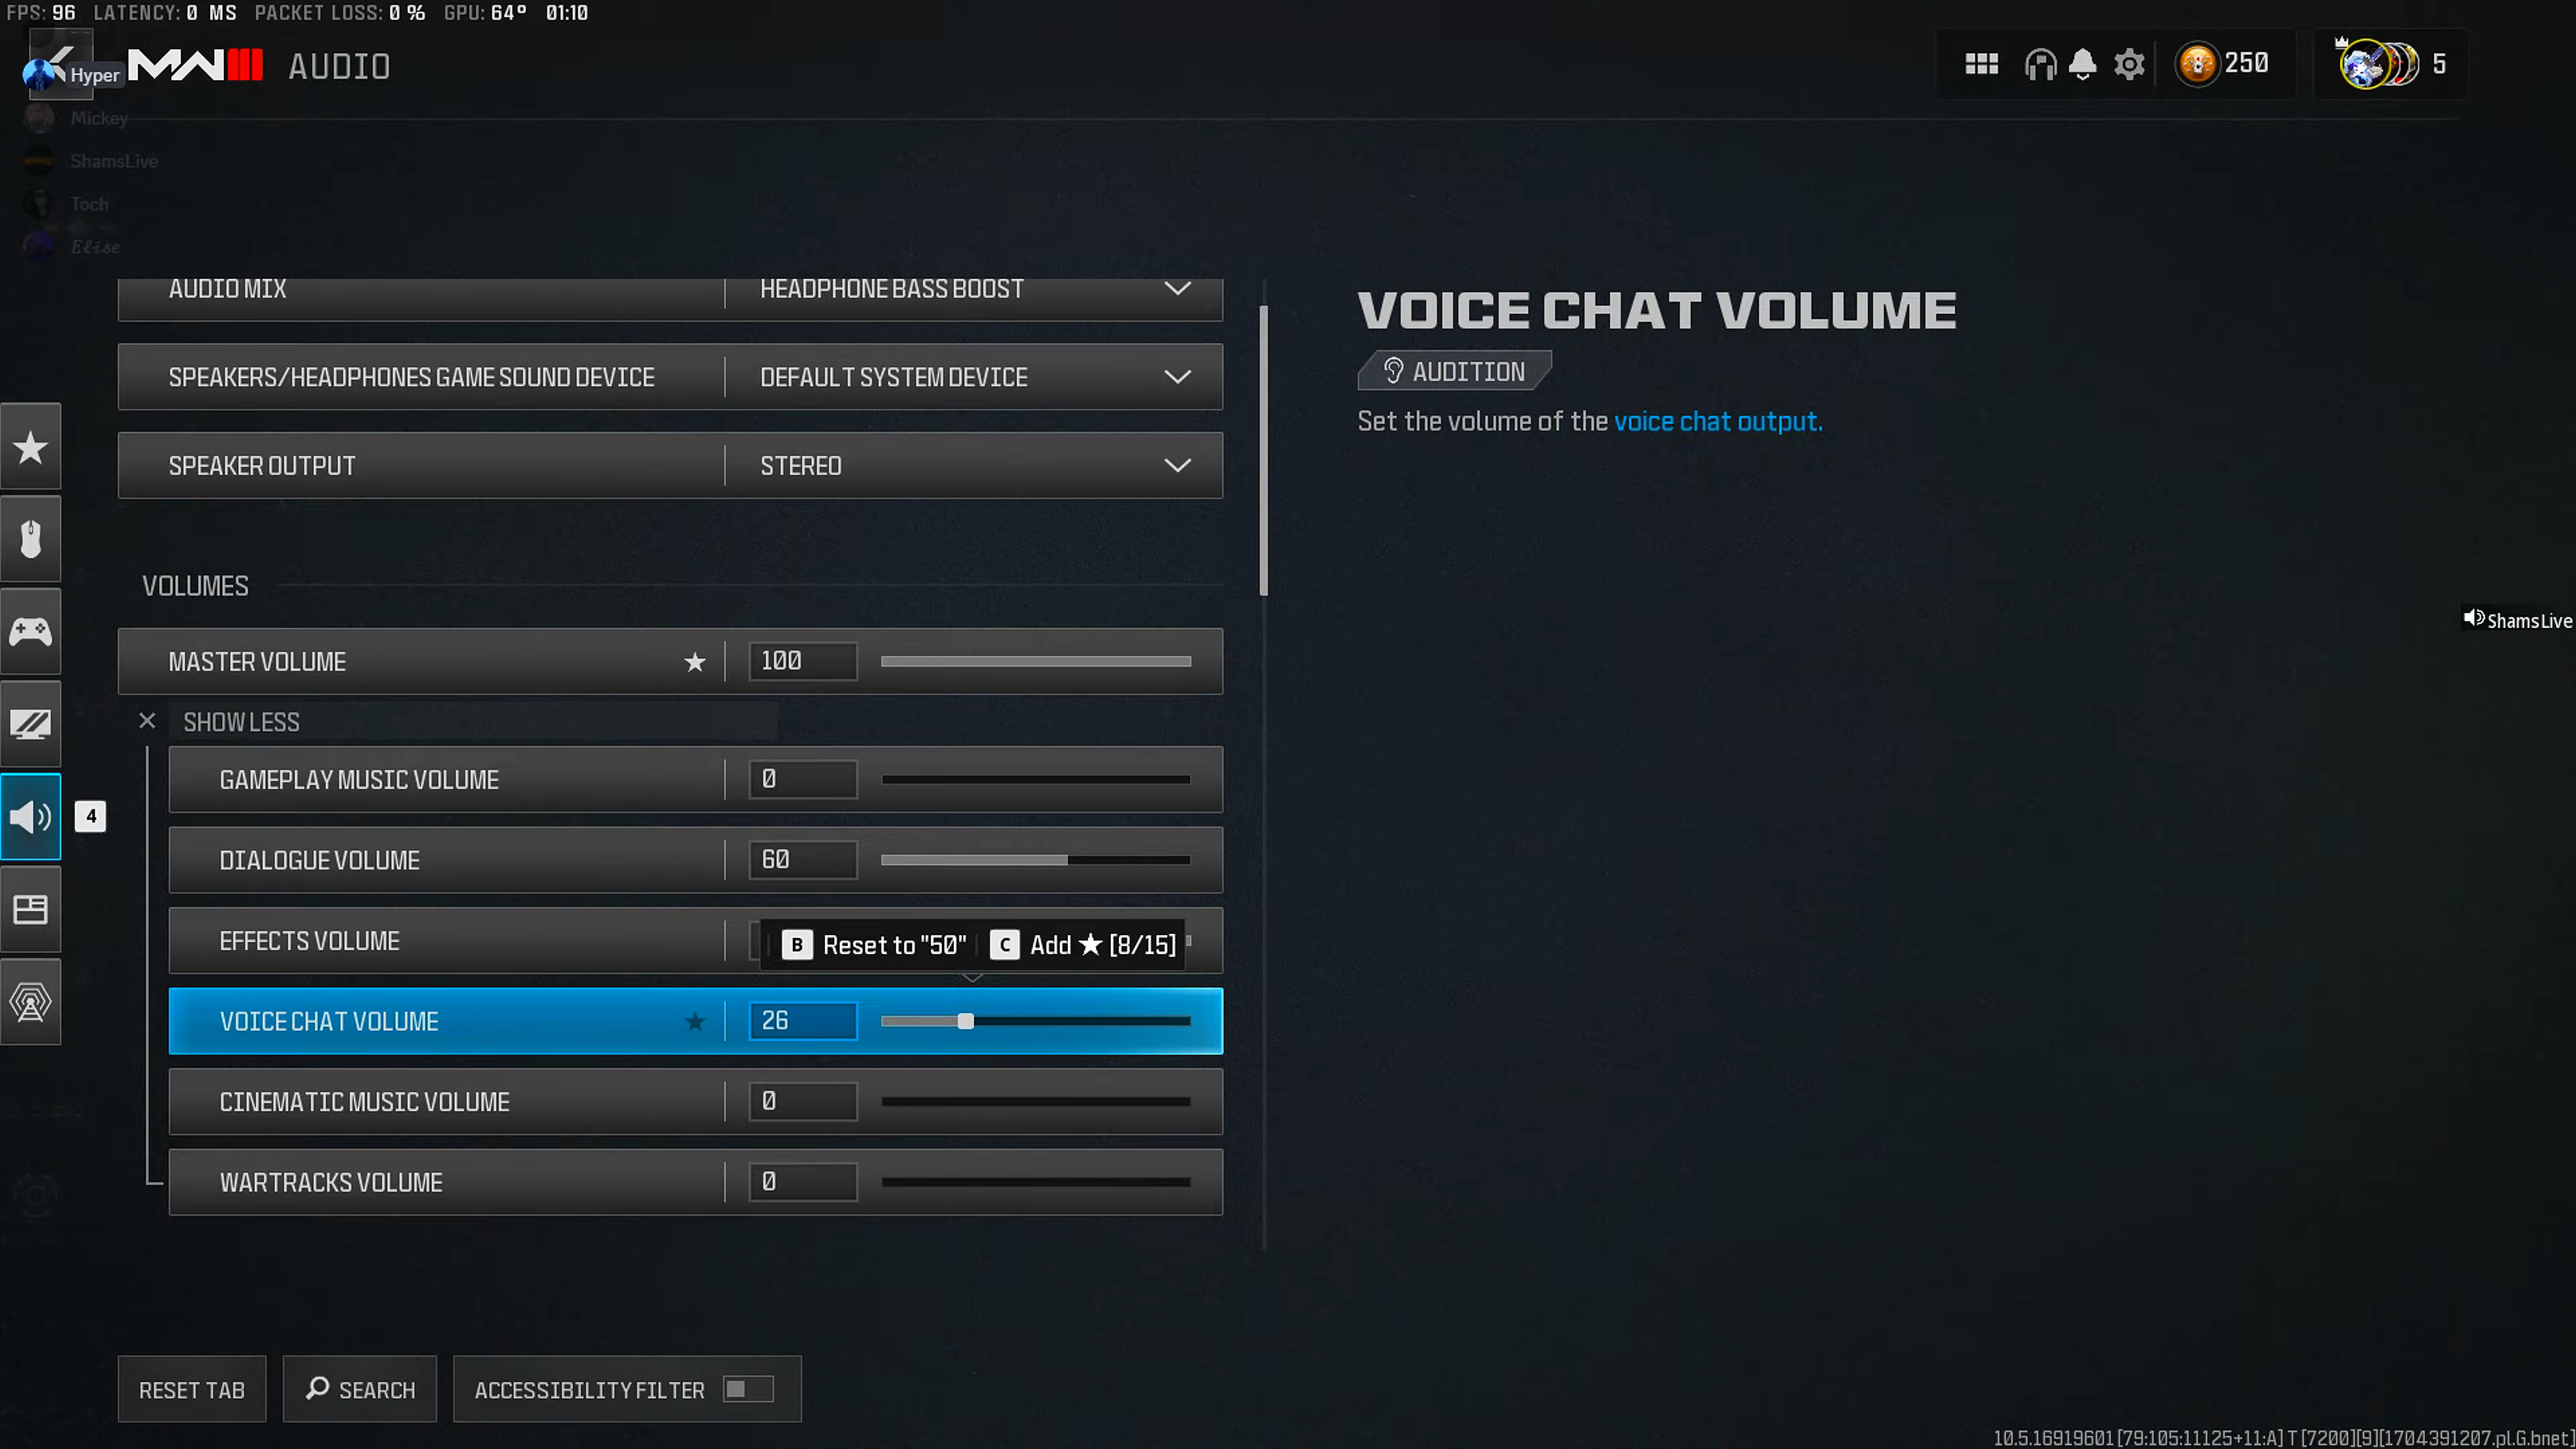 FPS: 96 LATENCY: 0 MS PACKET LOSS: 0 % GPU: 64° 01:10
Hyper
MWIII AUDIO
250
5
Mickey
ShamsLive
Toch
Elise
AUDIO MIX HEADPHONE BASS BOOST
SPEAKERS/HEADPHONES GAME SOUND DEVICE DEFAULT SYSTEM DEVICE
SPEAKER OUTPUT STEREO
VOLUMES
MASTER VOLUME ★ 100
SHOW LESS
GAMEPLAY MUSIC VOLUME 0
4
DIALOGUE VOLUME 60
EFFECTS VOLUME
B Reset to "50" C Add ★ [8/15]
VOICE CHAT VOLUME ★ 26
CINEMATIC MUSIC VOLUME 0
WARTRACKS VOLUME 0
RESET TAB
SEARCH
ACCESSIBILITY FILTER
VOICE CHAT VOLUME
AUDITION
Set the volume of the voice chat output.
ShamsLive
10.5.16919601 [79:105:11125+11:A] T [7200][9][1704391207.pl.G.bnet]